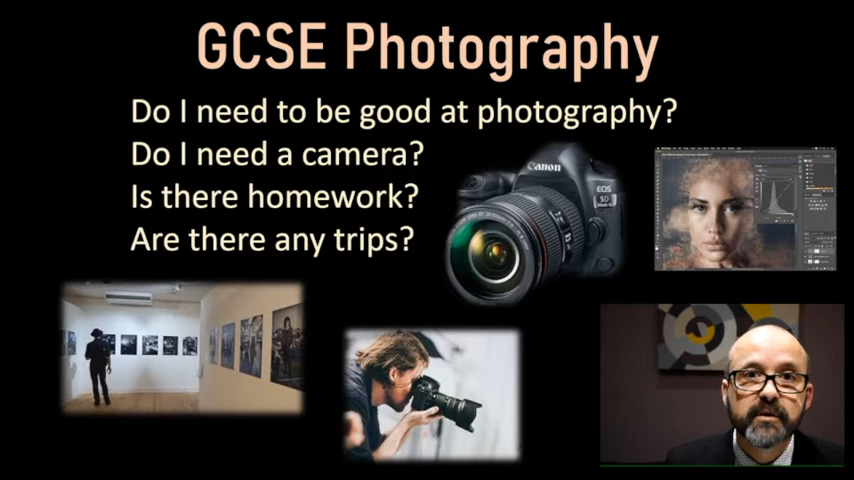 GCSE Photography
Do I need to be good at photography?
Do I need a camera?
Is there homework?
Are there any trips?
Canon
EOS
5D